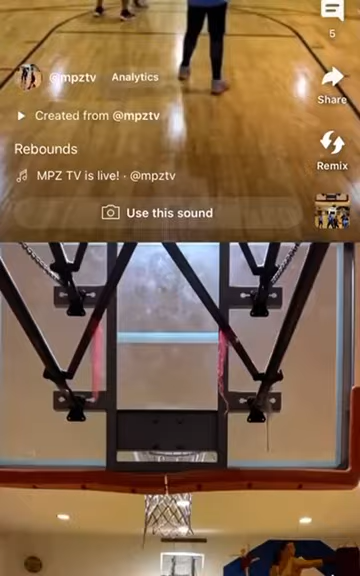 5
@mpztv Analytics
Share
Created from @mpztv
Remix
Rebounds
MPZ TV is live! · @mpztv
Use this sound